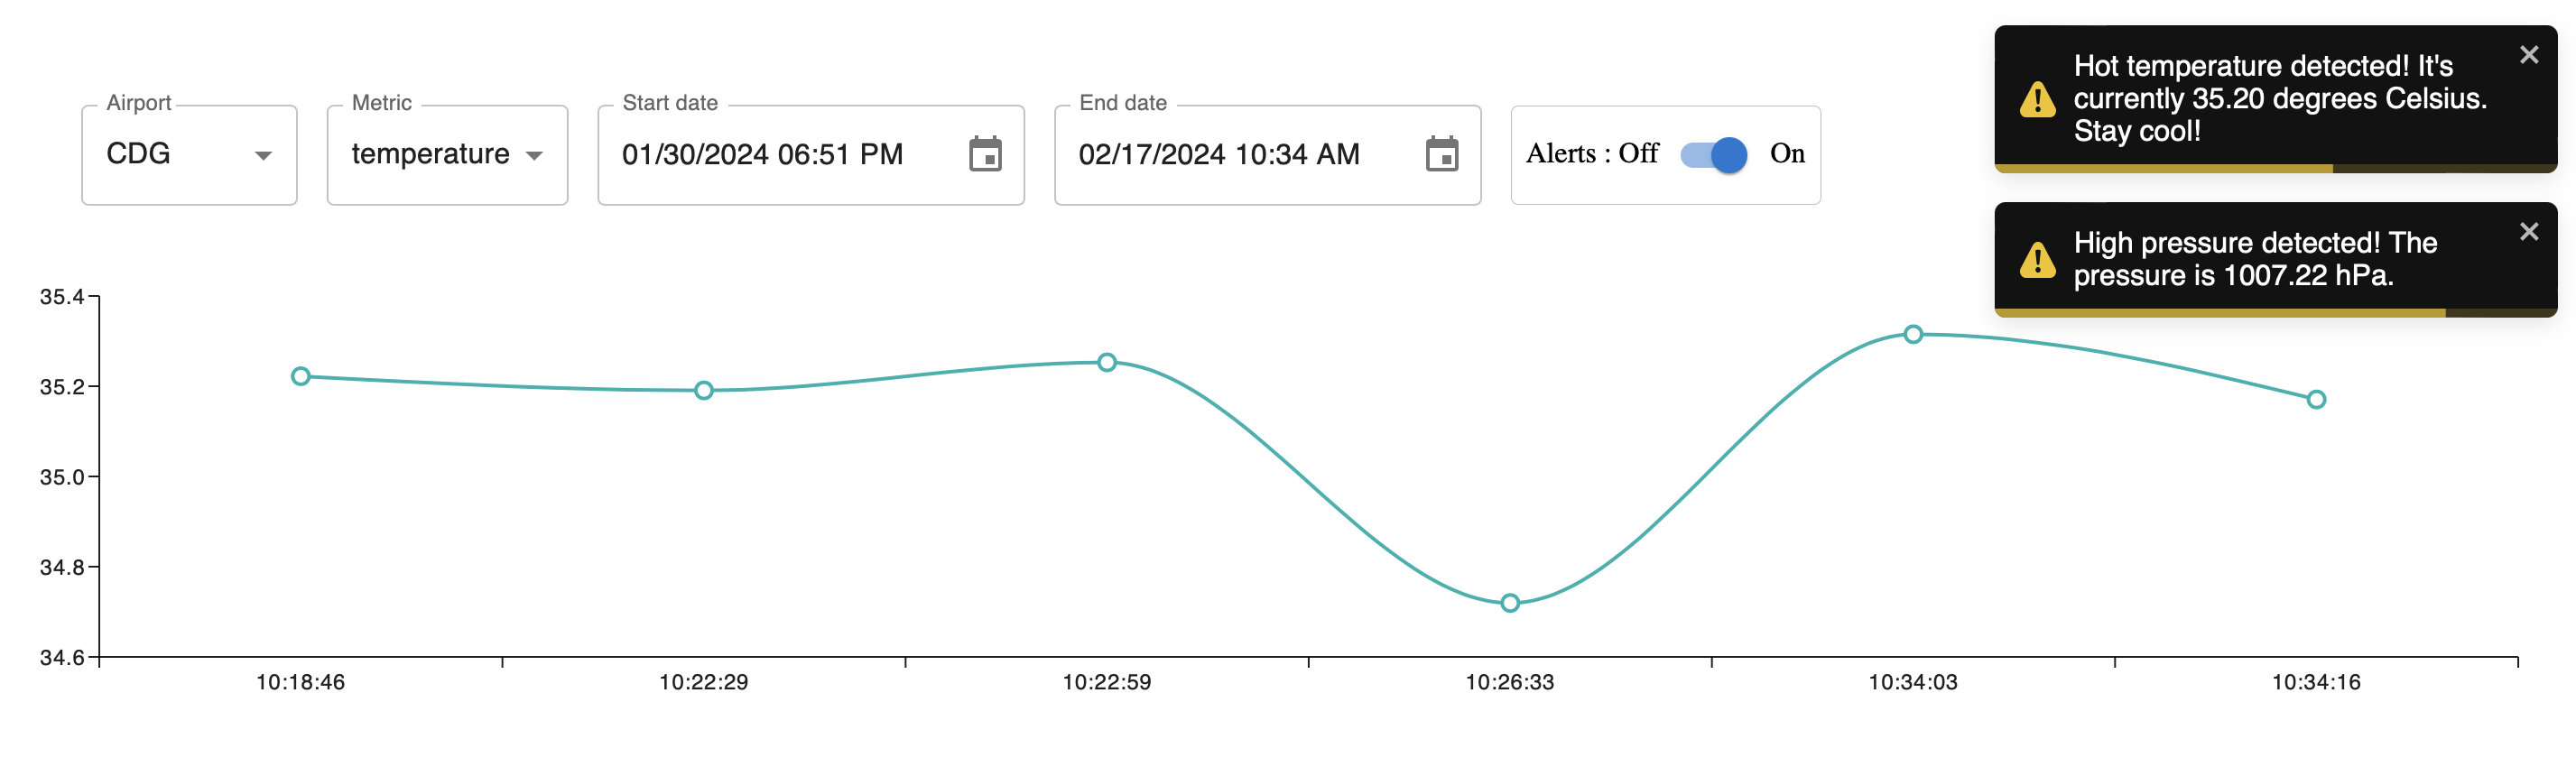 Airport
CDG
Metric
temperature
Start date
01/30/2024 06:51 PM
End date
02/17/2024 10:34 AM
Alerts : Off On
Hot temperature detected! It's
currently 35.20 degrees Celsius.
Stay cool!
High pressure detected! The
pressure is 1007.22 hPa.
35.4
35.2
35.0
34.8
34.6
10:18:46 10:22:29 10:22:59 10:26:33 10:34:03 10:34:16